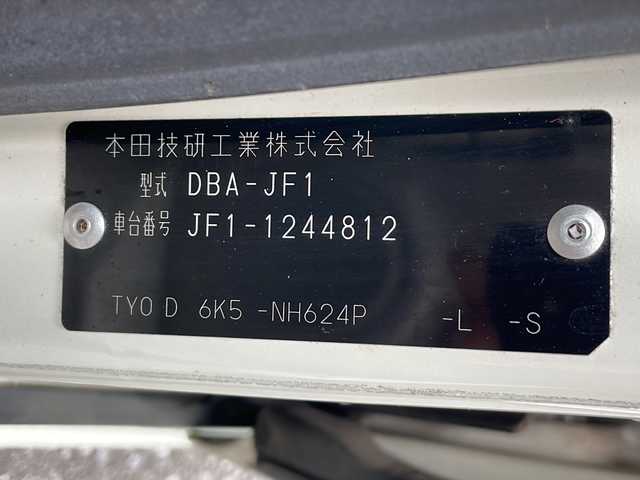 本田技研工業株式会社
型式 DBA-JF1
車台番号 JF1-1244812
TYO D 6K5 -NH624P -L -S